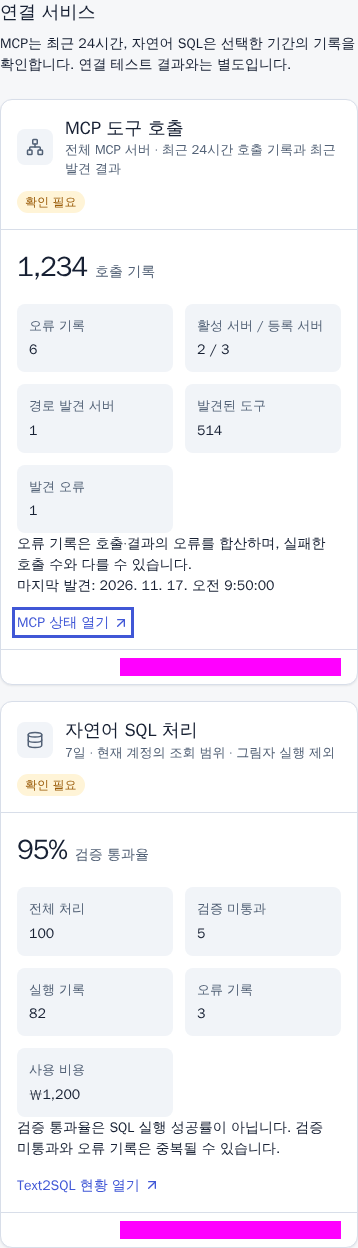 연결 서비스
MCP는 최근 24시간, 자연어 SQL은 선택한 기간의 기록을
확인합니다. 연결 테스트 결과와는 별도입니다.
MCP 도구 호출
전체 MCP 서버 · 최근 24시간 호출 기록과 최근
발견 결과
확인 필요
1,234 호출 기록
오류 기록
6
활성 서버 / 등록 서버
2 / 3
경로 발견 서버
1
발견된 도구
514
발견 오류
1
오류 기록은 호출·결과의 오류를 합산하며, 실패한
호출 수와 다를 수 있습니다.
마지막 발견: 2026. 11. 17. 오전 9:50:00
MCP 상태 열기
자연어 SQL 처리
7일 · 현재 계정의 조회 범위 · 그림자 실행 제외
확인 필요
95% 검증 통과율
전체 처리
100
검증 미통과
5
실행 기록
82
오류 기록
3
사용 비용
₩1,200
검증 통과율은 SQL 실행 성공률이 아닙니다. 검증
미통과와 오류 기록은 중복될 수 있습니다.
Text2SQL 현황 열기